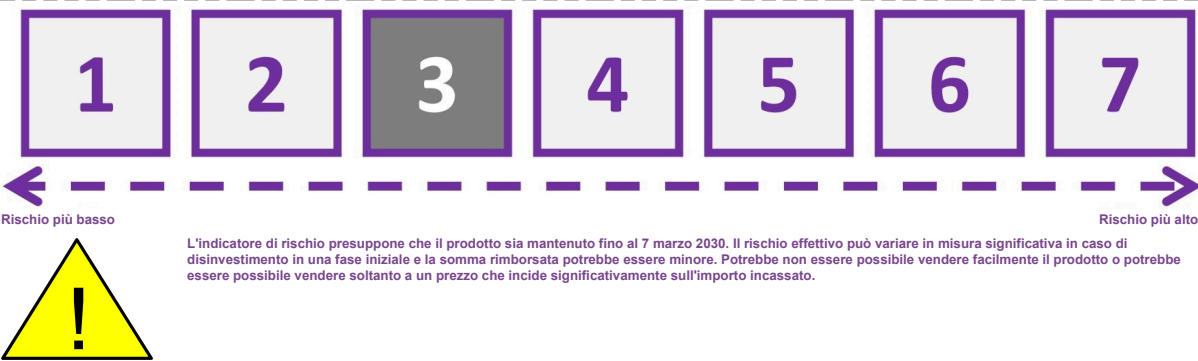 1 2 3 4 5 6 7
Rischio più basso Rischio più alto
L'indicatore di rischio presuppone che il prodotto sia mantenuto fino al 7 marzo 2030. Il rischio effettivo può variare in misura significativa in caso di
disinvestimento in una fase iniziale e la somma rimborsata potrebbe essere minore. Potrebbe non essere possibile vendere facilmente il prodotto o potrebbe
essere possibile vendere soltanto a un prezzo che incide significativamente sull'importo incassato.
!